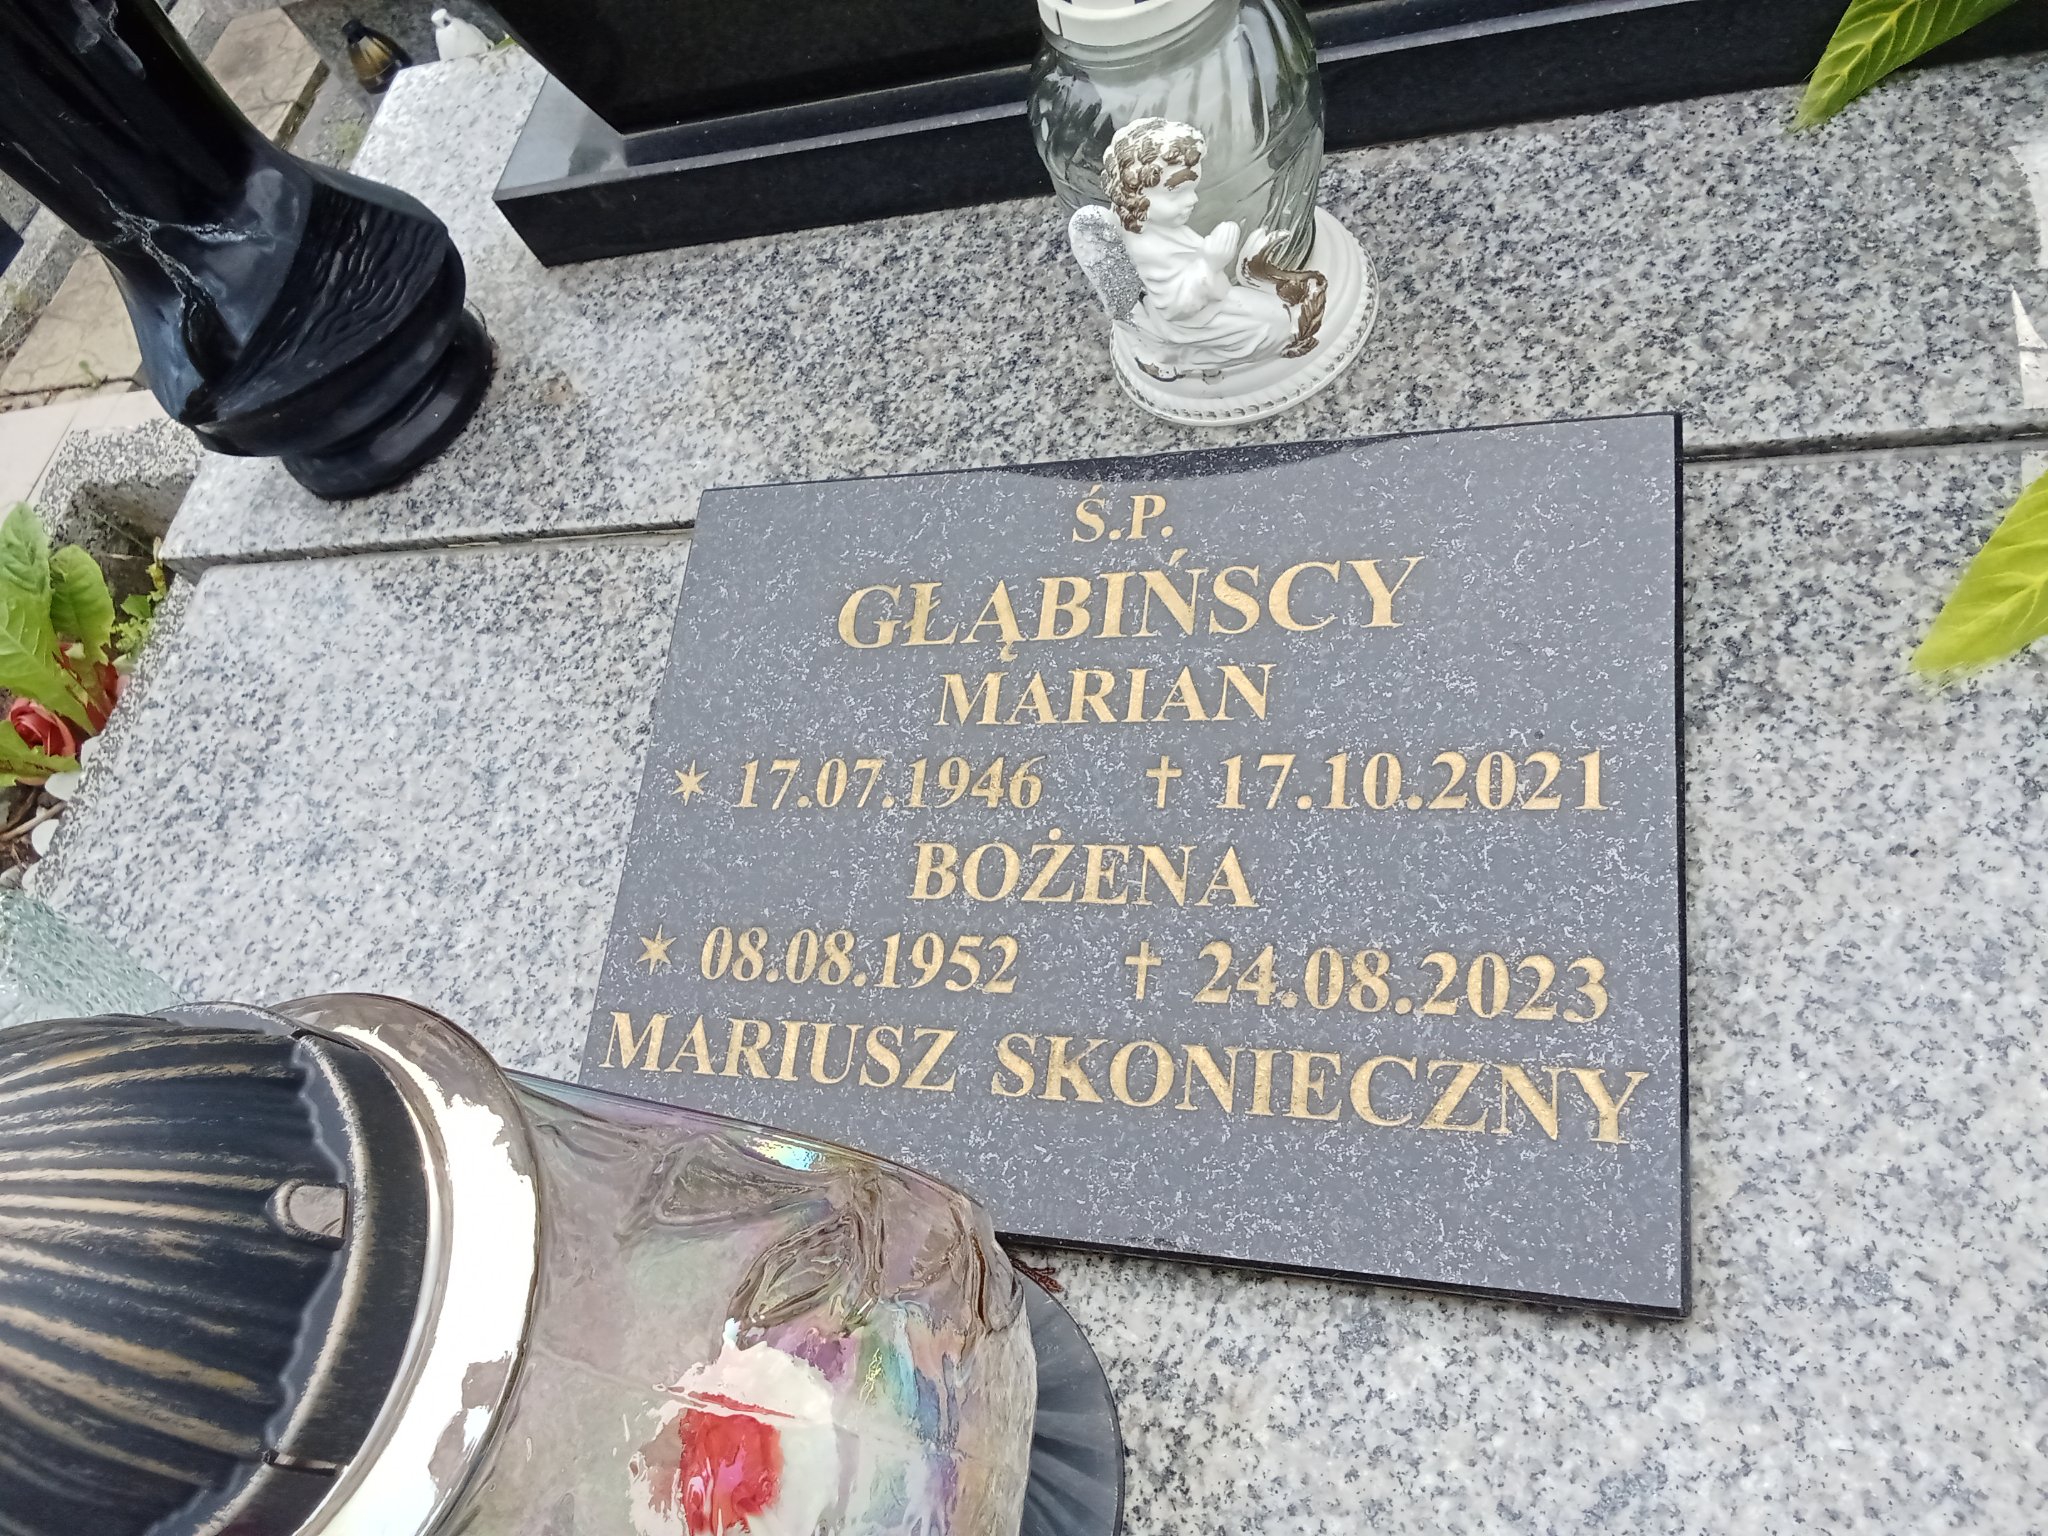 Ś.P.
GŁĄBIŃSCY
MARIAN
✶ 17.07.1946 † 17.10.2021
BOŻENA
✶ 08.08.1952 † 24.08.2023
MARIUSZ SKONIECZNY